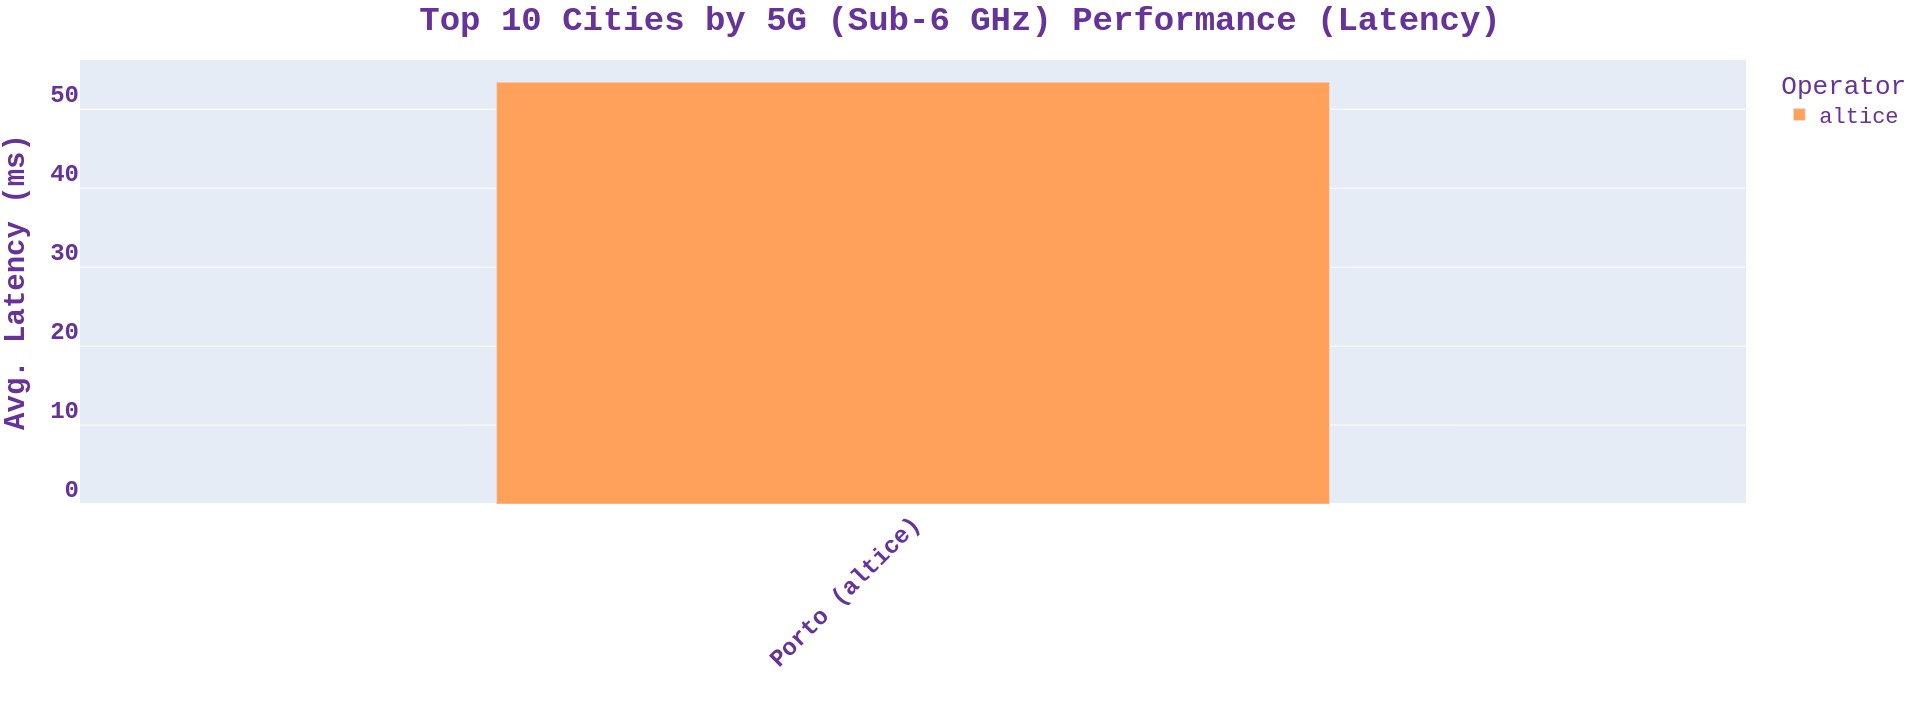 Top 10 Cities by 5G (Sub-6 GHz) Performance (Latency)
Avg. Latency (ms)
50
40
30
20
10
0
Porto (altice)
Operator
altice